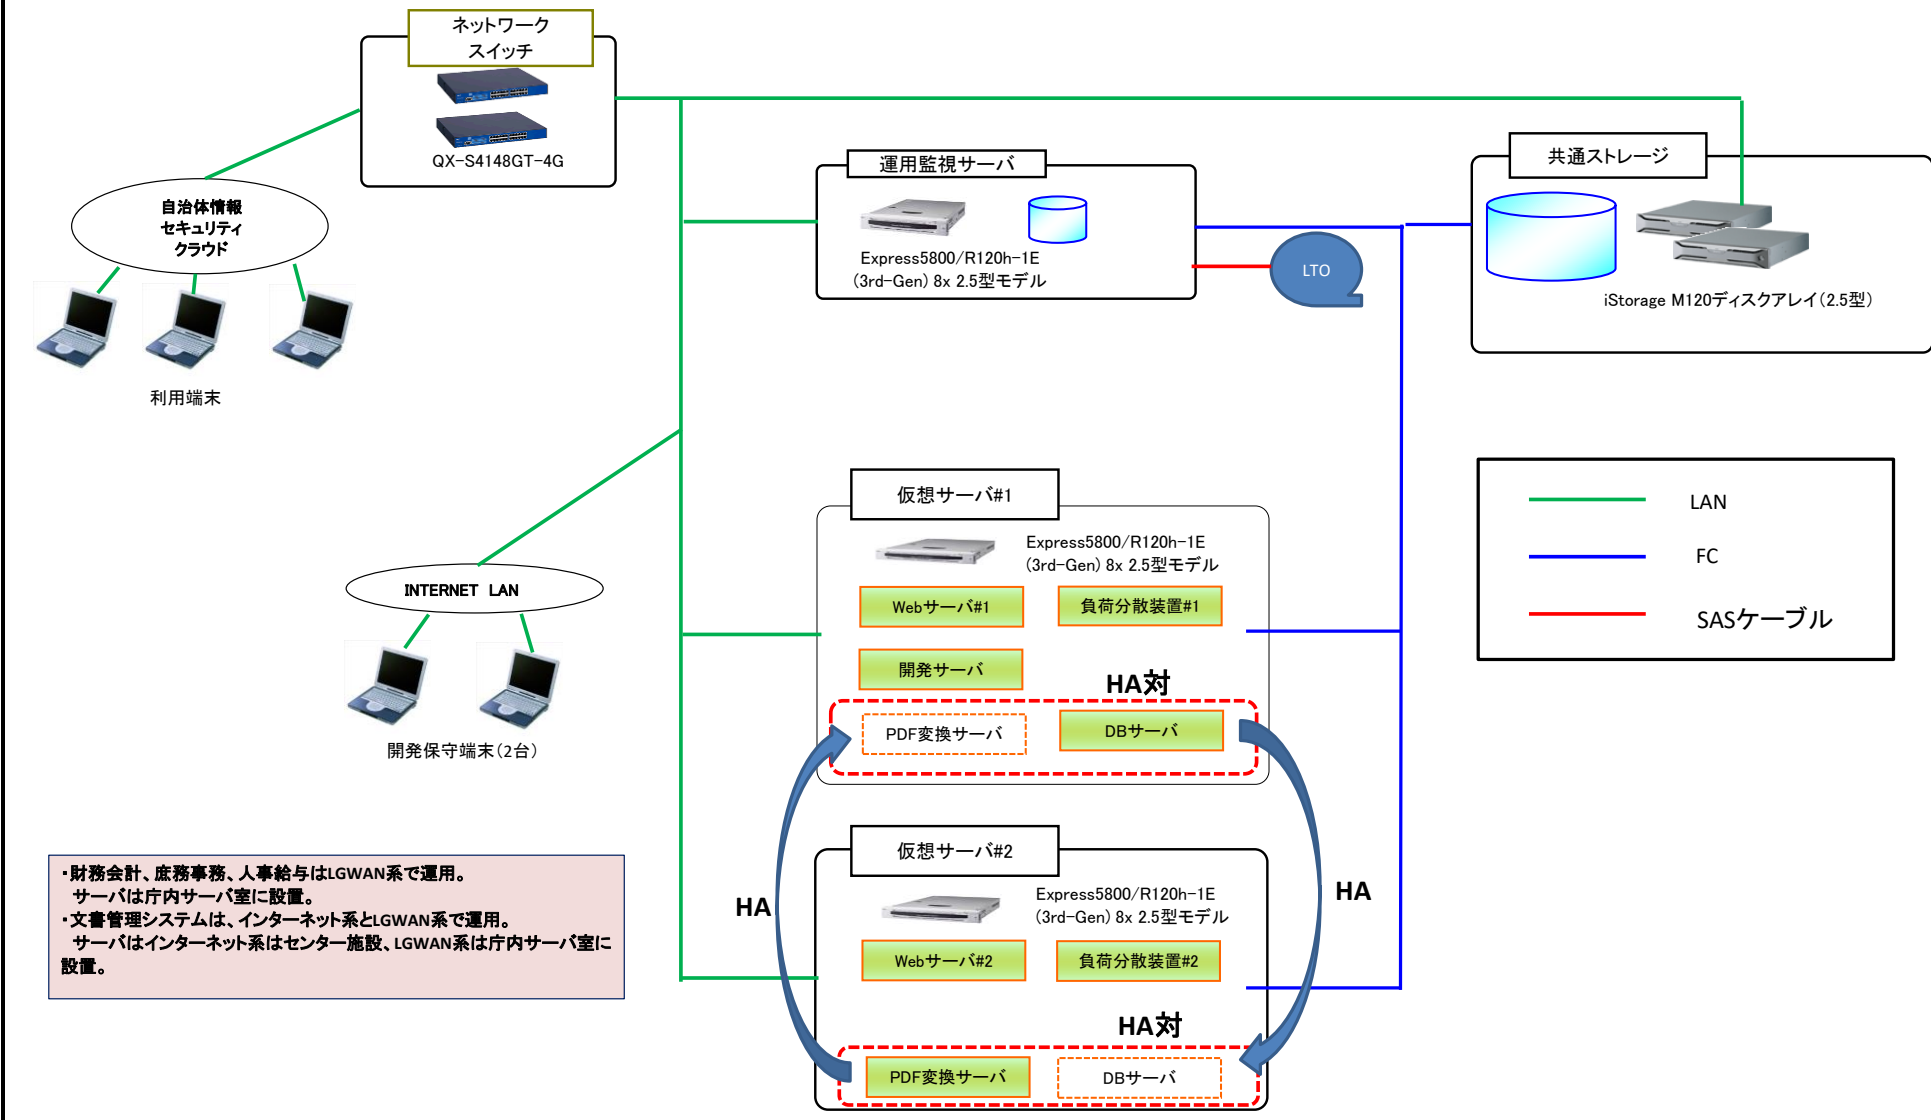 ネットワーク
スイッチ
QX-S4148GT-4G
自治体情報
セキュリティ
クラウド
利用端末
運用監視サーバ
Express5800/R120h-1E
(3rd-Gen) 8x 2.5型モデル
LTO
共通ストレージ
iStorage M120ディスクアレイ(2.5型)
LAN
FC
SASケーブル
INTERNET LAN
開発保守端末(2台)
仮想サーバ#1
Express5800/R120h-1E
(3rd-Gen) 8x 2.5型モデル
Webサーバ#1
負荷分散装置#1
開発サーバ
HA対
PDF変換サーバ
DBサーバ
HA
HA
仮想サーバ#2
Express5800/R120h-1E
(3rd-Gen) 8x 2.5型モデル
Webサーバ#2
負荷分散装置#2
HA対
PDF変換サーバ
DBサーバ
・財務会計、庶務事務、人事給与はLGWAN系で運用。
サーバは庁内サーバ室に設置。
・文書管理システムは、インターネット系とLGWAN系で運用。
サーバはインターネット系はセンター施設、LGWAN系は庁内サーバ室に
設置。